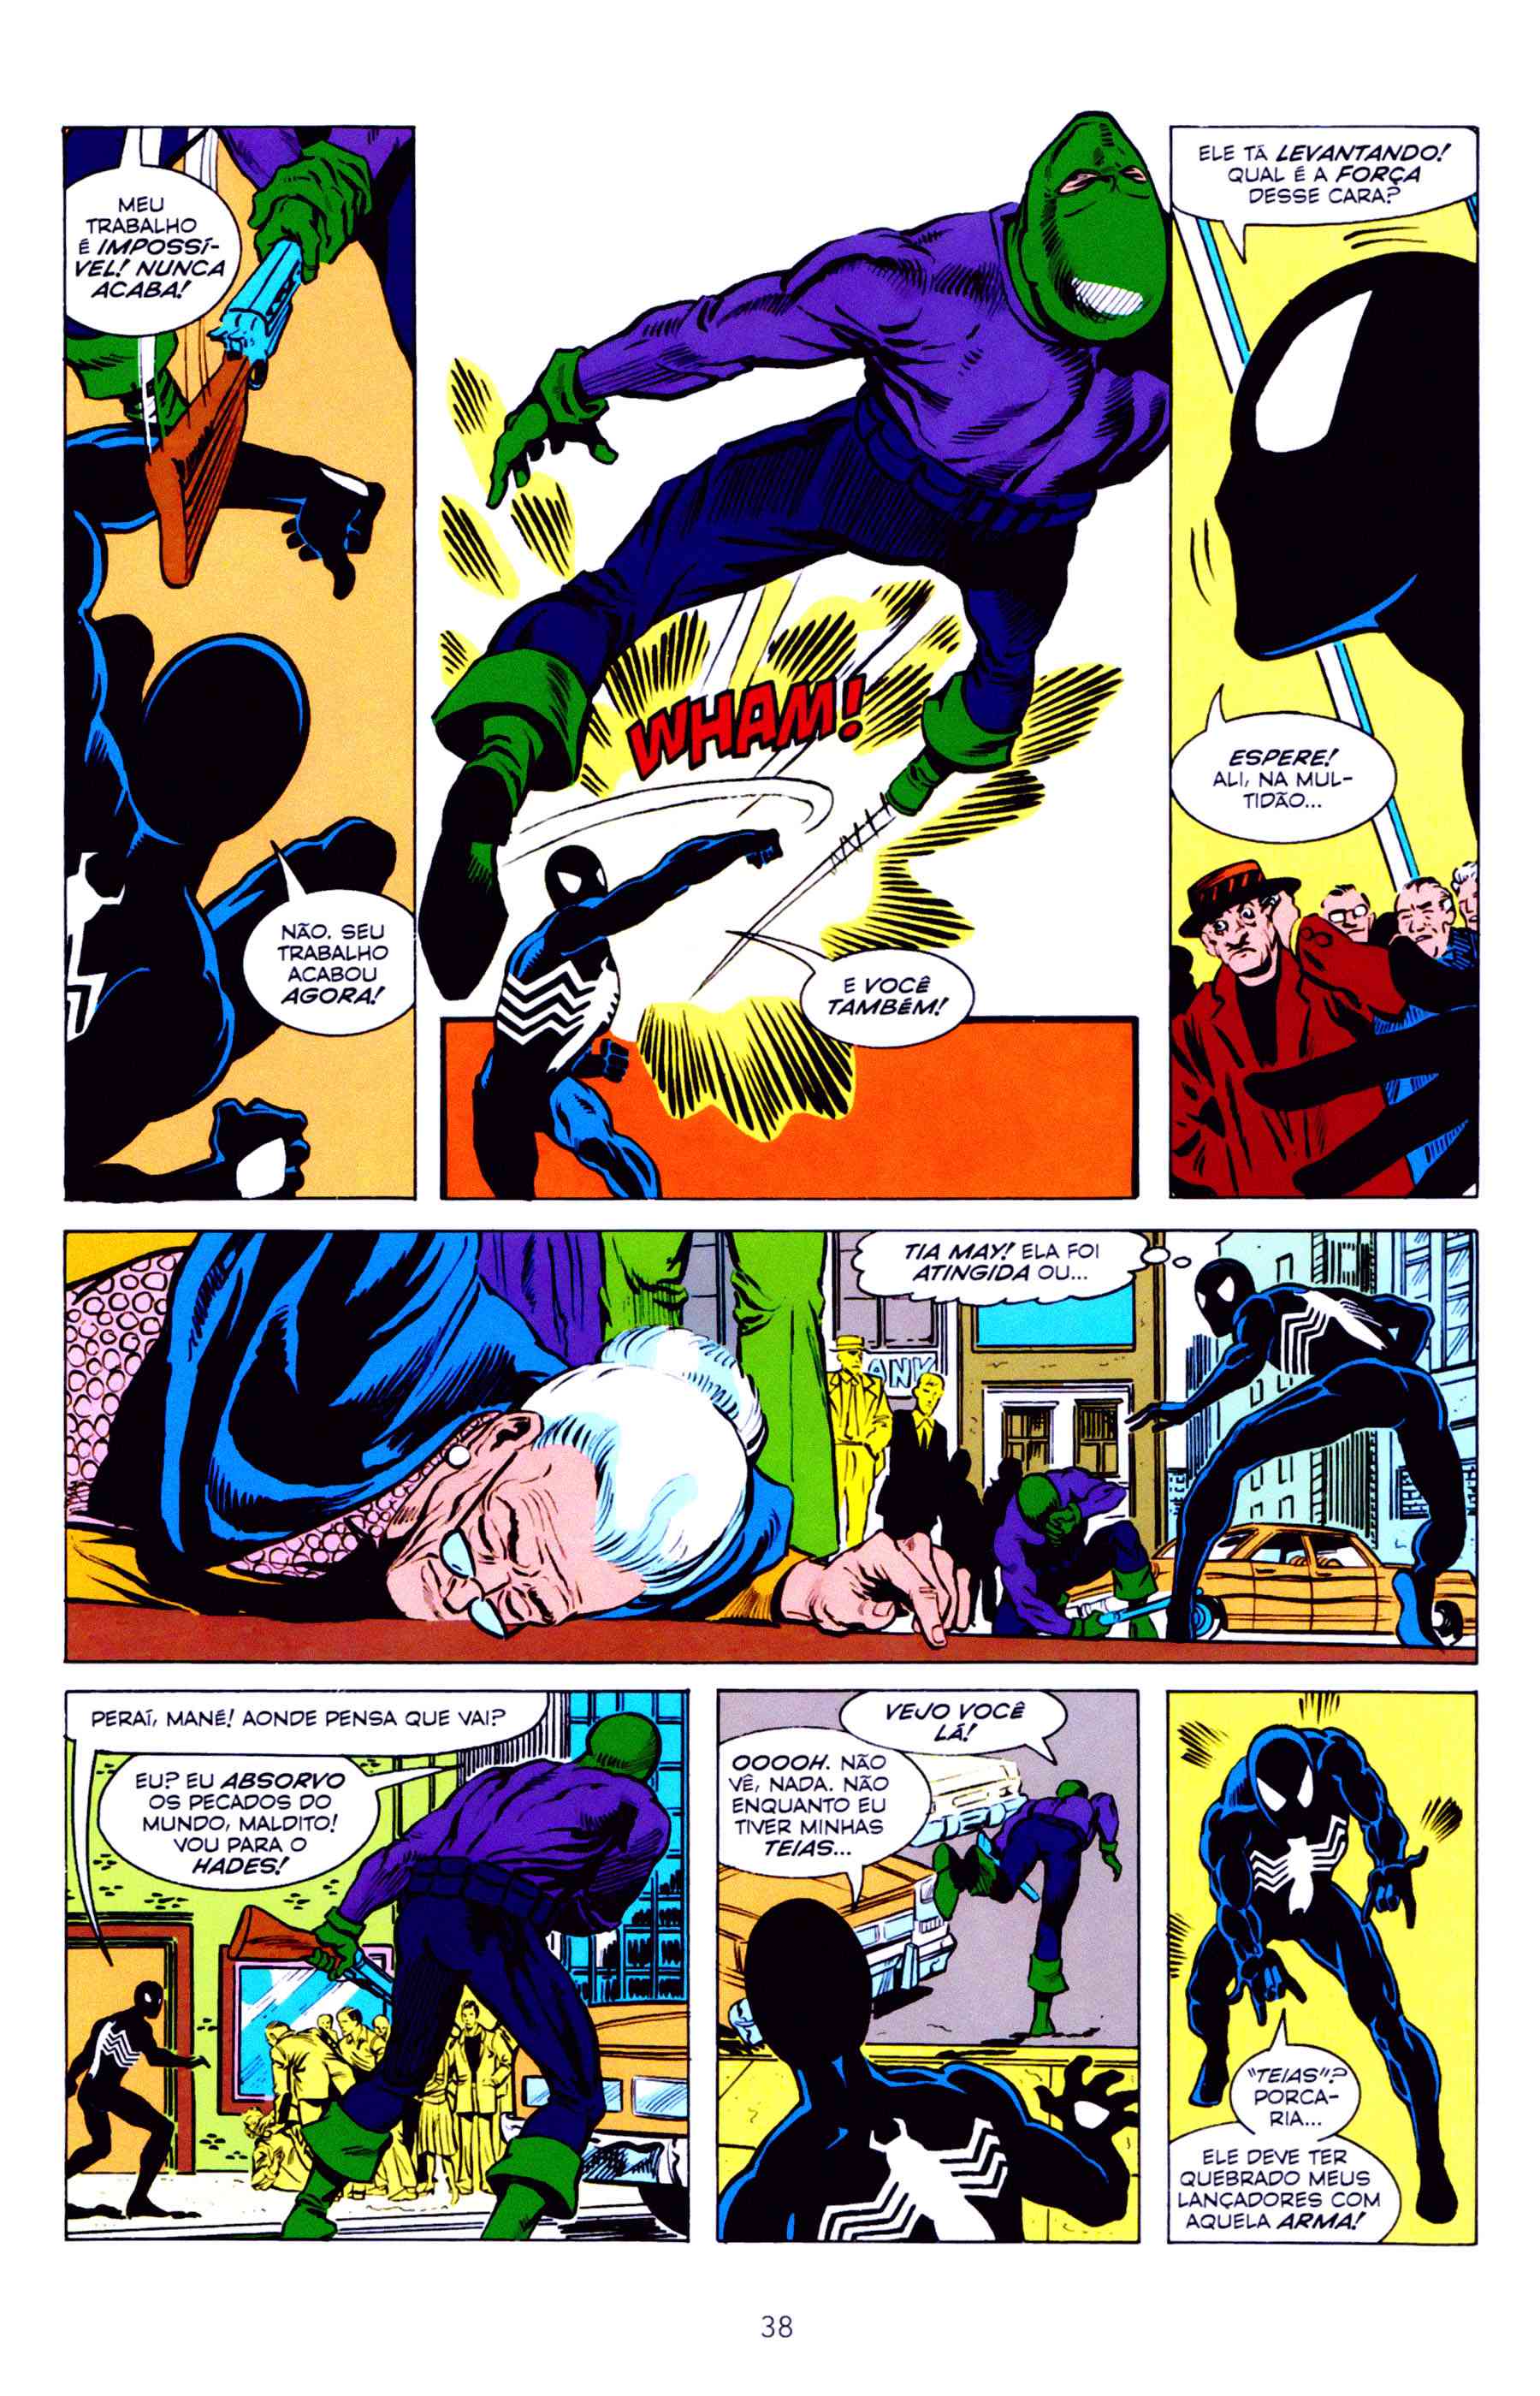 MEU
TRABALHO
É IMPOSSÍ-
VEL! NUNCA
ACABA!
NÃO. SEU
TRABALHO
ACABOU
AGORA!
WHAM!
E VOCÊ
TAMBÉM!
ELE TÁ LEVANTANDO!
QUAL É A FORÇA
DESSE CARA?
ESPERE!
ALI, NA MUL-
TIDÃO...
TIA MAY! ELA FOI
ATINGIDA OU...
ANK
PERAÍ, MANÉ! AONDE PENSA QUE VAI?
EU? EU ABSORVO
OS PECADOS DO
MUNDO, MALDITO!
VOU PARA O
HADES!
VEJO VOCÊ
LÁ!
OOOOH. NÃO
VÊ, NADA. NÃO
ENQUANTO EU
TIVER MINHAS
TEIAS...
"TEIAS"?
PORCA-
RIA...
ELE DEVE TER
QUEBRADO MEUS
LANÇADORES COM
AQUELA ARMA!
38